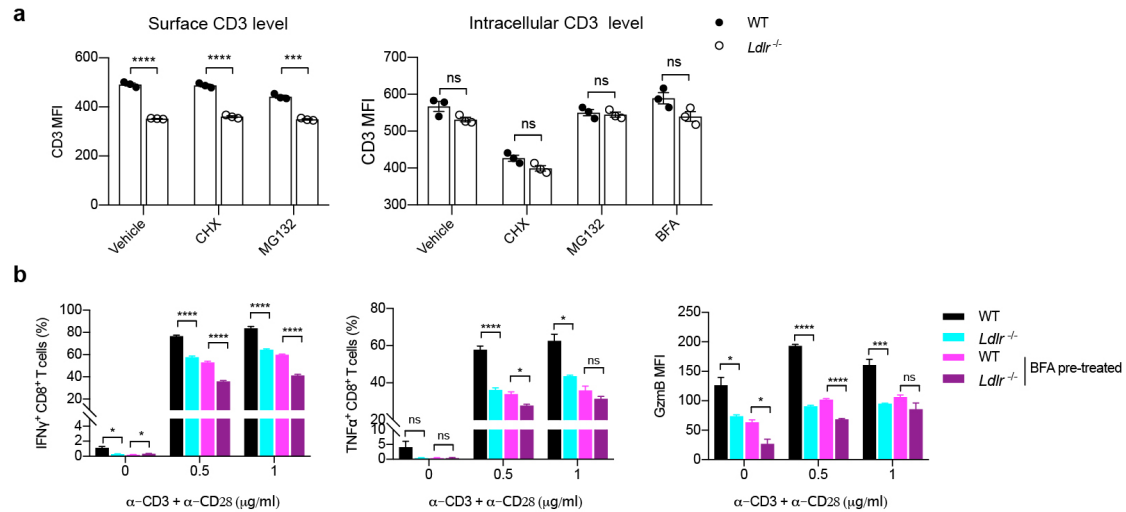 a
Surface CD3 level
Intracellular CD3 level
WT
Ldlr -/-
CD3 MFI
600
400
200
0
****
****
***
Vehicle
CHX
MG132
CD3 MFI
700
600
500
400
300
ns
ns
ns
ns
Vehicle
CHX
MG132
BFA
b
IFNγ+ CD8+ T cells (%)
100
80
60
40
20
2
1
0
*
*
****
****
****
****
0
0.5
1
α-CD3 + α-CD28 (μg/ml)
TNFα+ CD8+ T cells (%)
80
60
40
20
10
5
0
ns
ns
****
*
*
ns
0
0.5
1
α-CD3 + α-CD28 (μg/ml)
GzmB MFI
250
200
150
100
50
0
*
*
****
****
***
ns
0
0.5
1
α-CD3 + α-CD28 (μg/ml)
WT
Ldlr -/-
WT
Ldlr -/-
BFA pre-treated